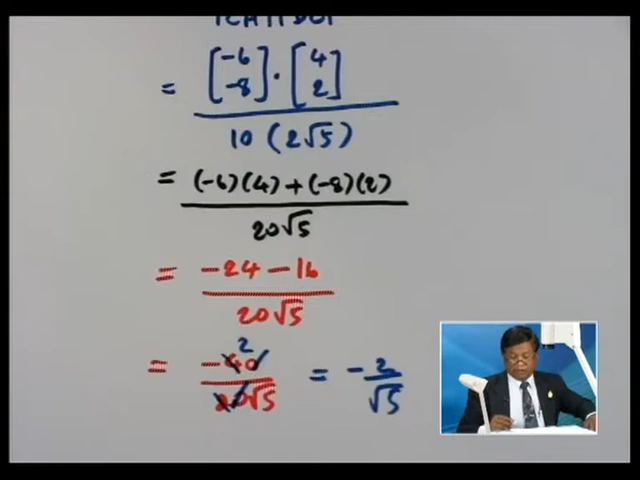 = [-6 -8] · [4 2]
10 (2√5)
= (-6)(4) + (-8)(2)
20√5
= -24 - 16
20√5
2
= -40 = -2
20√5 √5